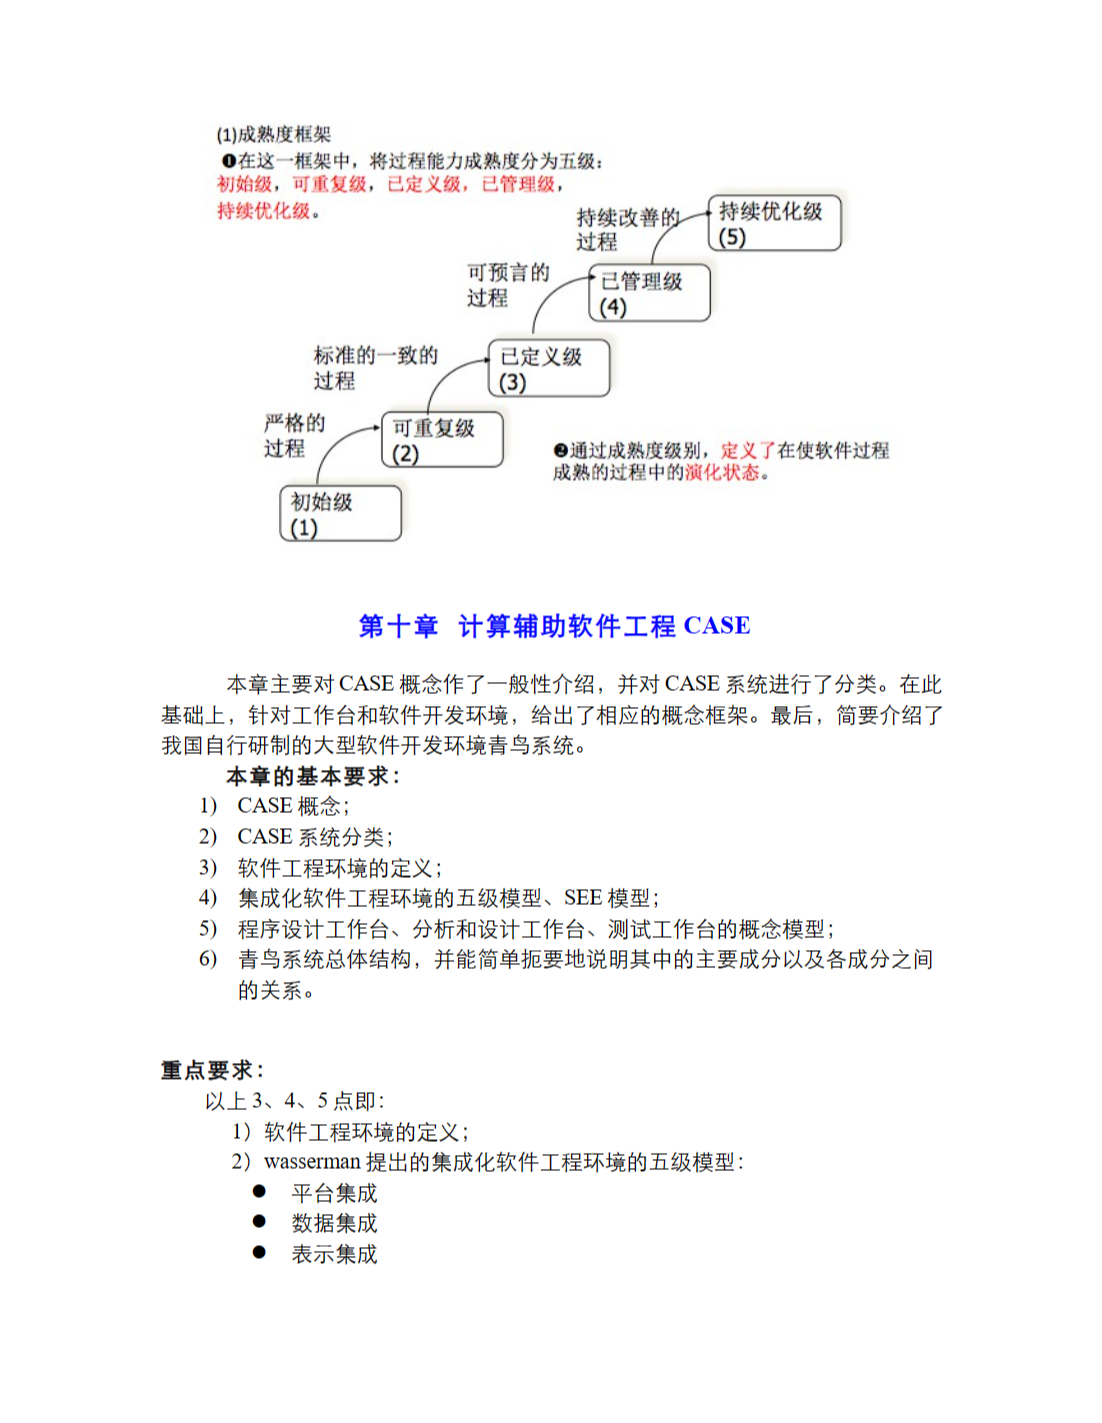 (1)成熟度框架
❶在这一框架中，将过程能力成熟度分为五级：
初始级，可重复级，已定义级，已管理级，
持续优化级。
持续改善的
过程
持续优化级
(5)
可预言的
过程
已管理级
(4)
标准的一致的
过程
已定义级
(3)
严格的
过程
可重复级
(2)
❷通过成熟度级别，定义了在使软件过程
成熟的过程中的演化状态。
初始级
(1)
第十章 计算辅助软件工程 CASE
本章主要对 CASE 概念作了一般性介绍，并对 CASE 系统进行了分类。在此
基础上，针对工作台和软件开发环境，给出了相应的概念框架。最后，简要介绍了
我国自行研制的大型软件开发环境青鸟系统。
本章的基本要求：
1) CASE 概念；
2) CASE 系统分类；
3) 软件工程环境的定义；
4) 集成化软件工程环境的五级模型、SEE 模型；
5) 程序设计工作台、分析和设计工作台、测试工作台的概念模型；
6) 青鸟系统总体结构，并能简单扼要地说明其中的主要成分以及各成分之间
的关系。
重点要求：
以上 3、4、5 点即：
1）软件工程环境的定义；
2）wasserman 提出的集成化软件工程环境的五级模型：
● 平台集成
● 数据集成
● 表示集成